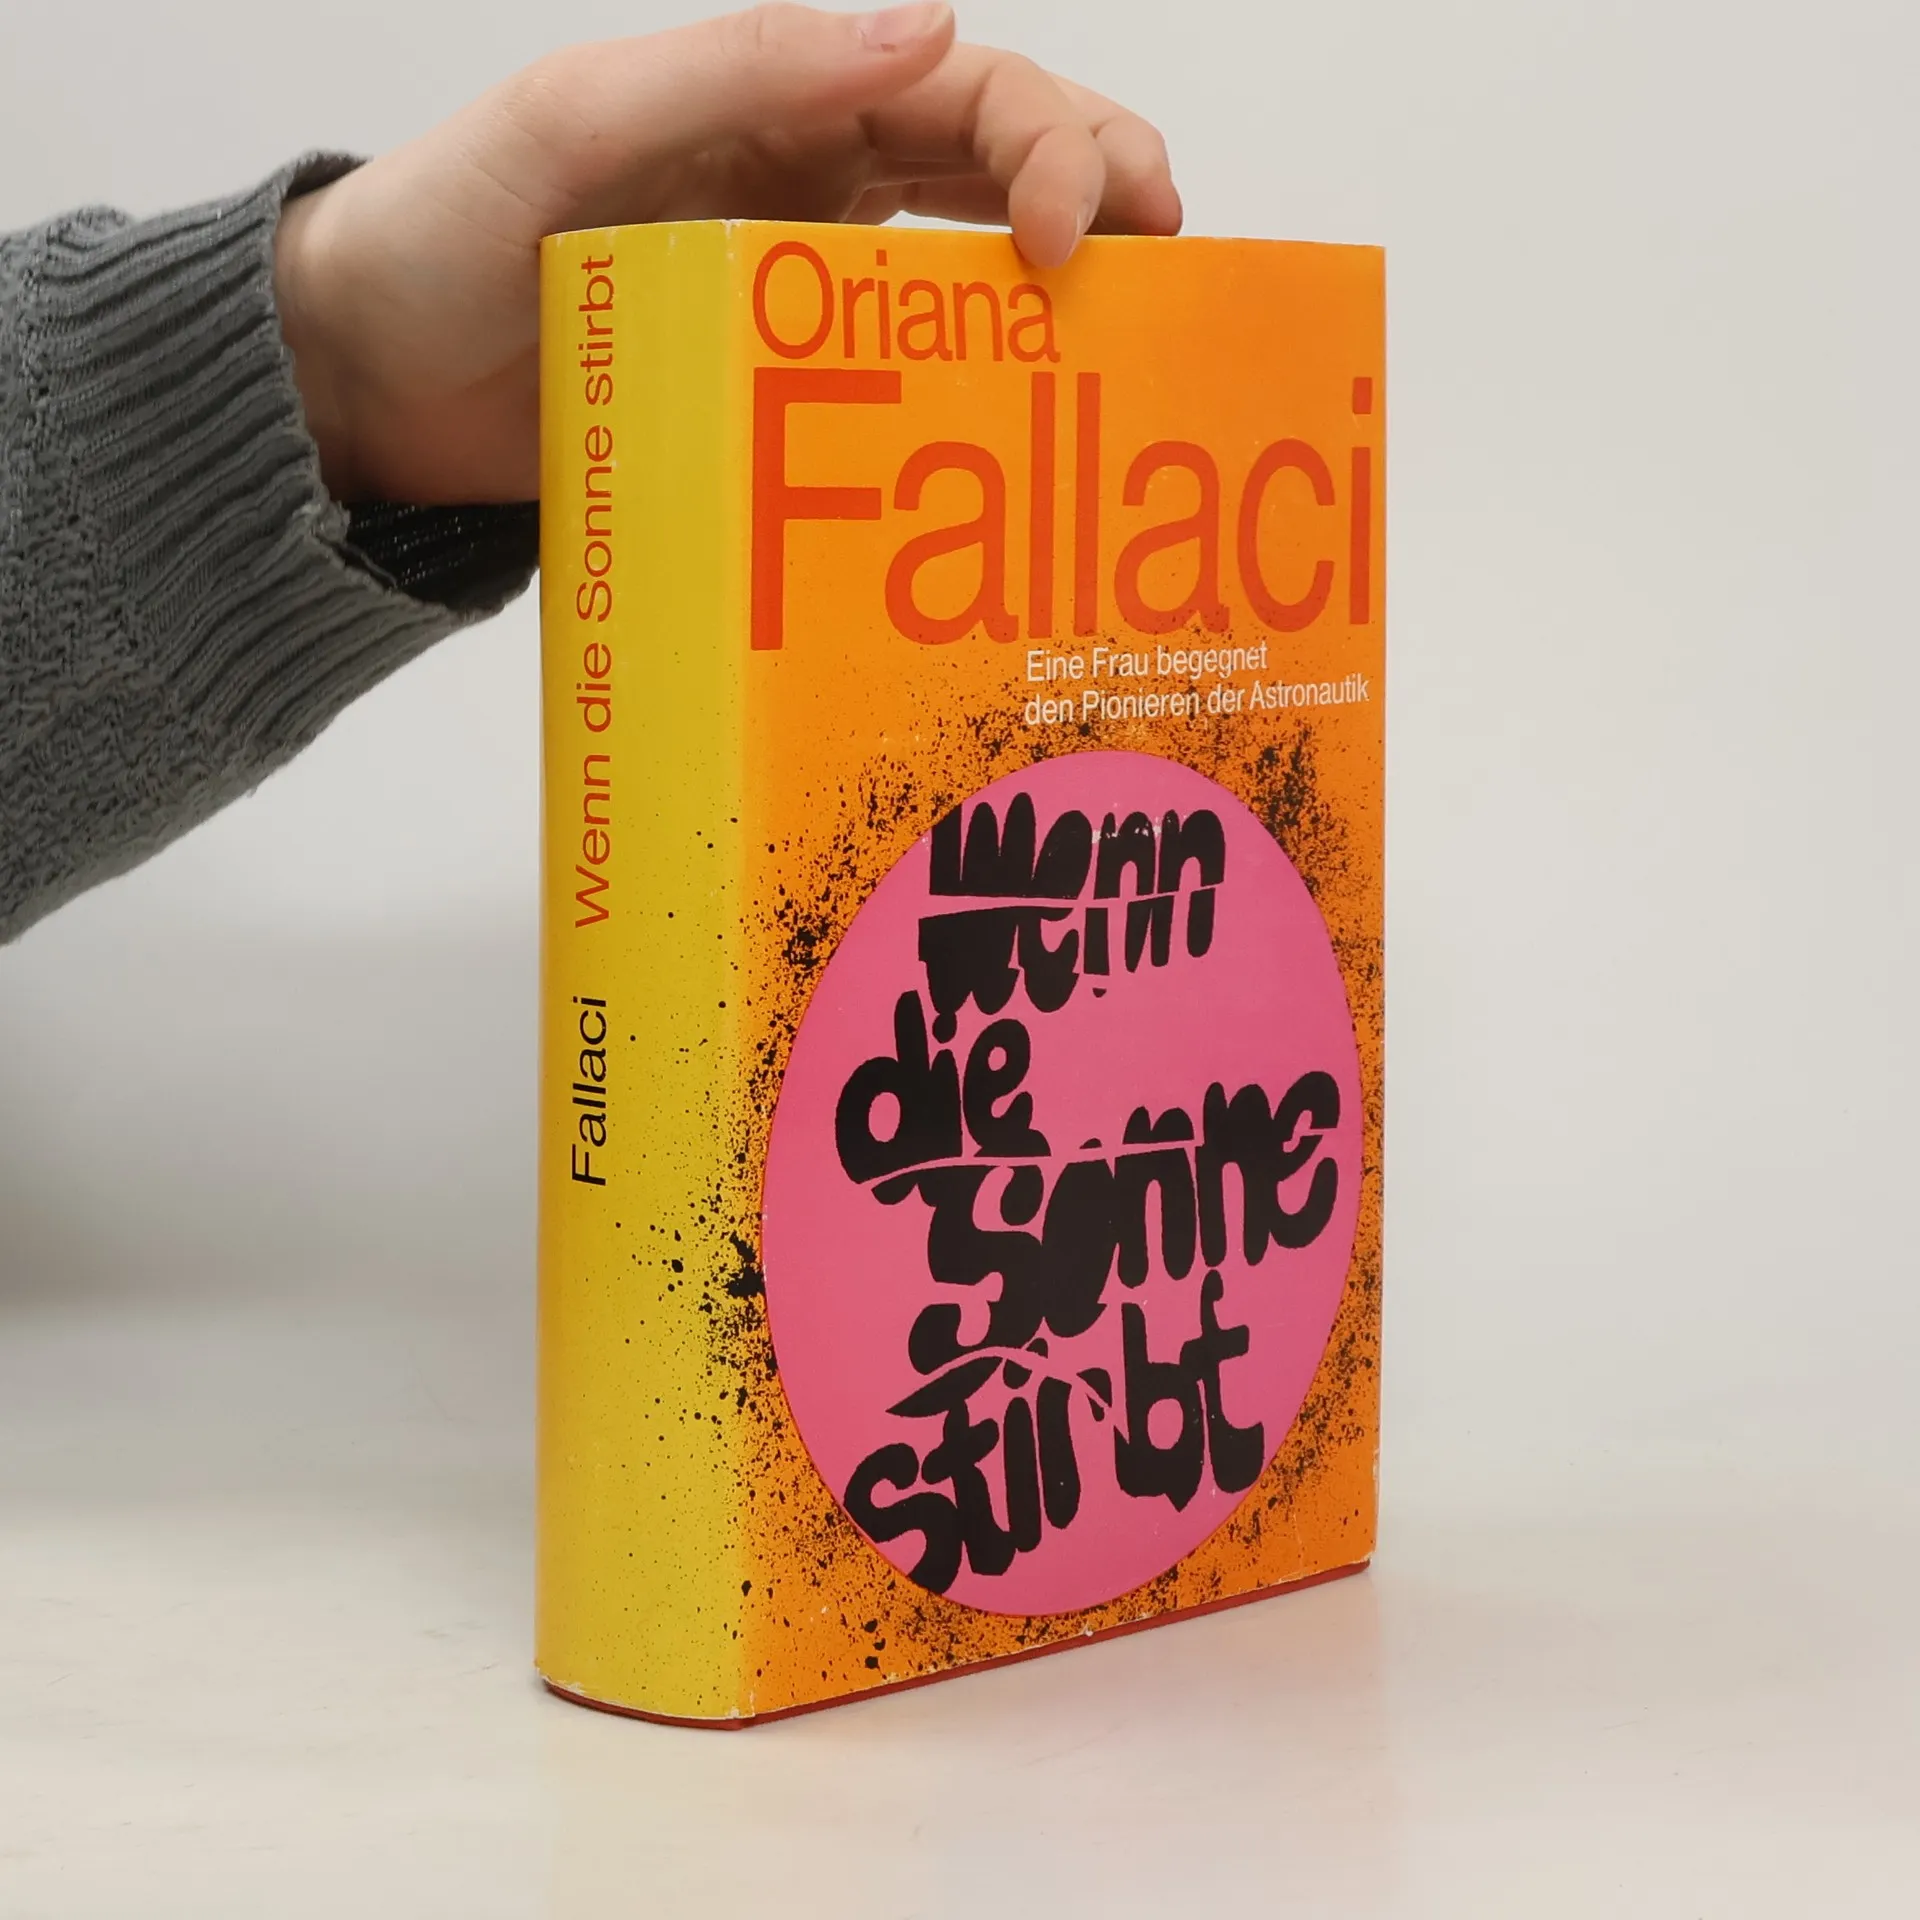 Fallaci Wenn die Sonne stirbt
Oriana
Fallaci
Eine Frau begegnet
den Pionieren der Astronautik
Wenn
die
Sonne
stirbt